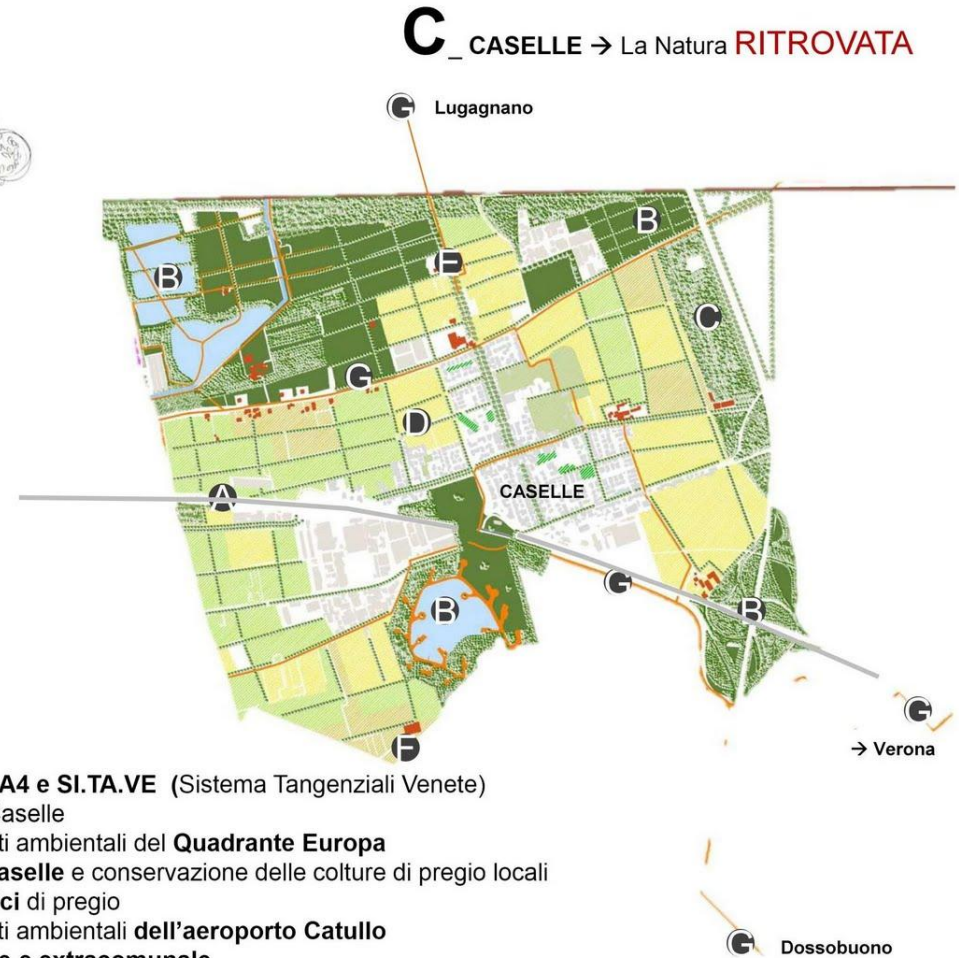 C_ CASELLE → La Natura RITROVATA
G Lugagnano
B
E
B
C
G
D
A
CASELLE
G
B
B
G
→ Verona
F
A4 e SI.TA.VE (Sistema Tangenziali Venete)
aselle
ti ambientali del Quadrante Europa
aselle e conservazione delle colture di pregio locali
ci di pregio
ti ambientali dell'aeroporto Catullo
e e extracomunale
G Dossobuono